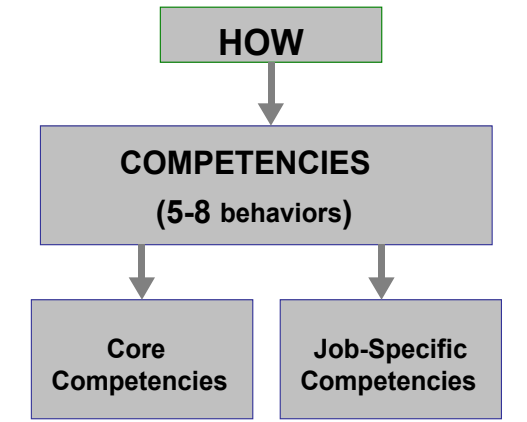 HOW
COMPETENCIES
(5-8 behaviors)
Core
Competencies
Job-Specific
Competencies